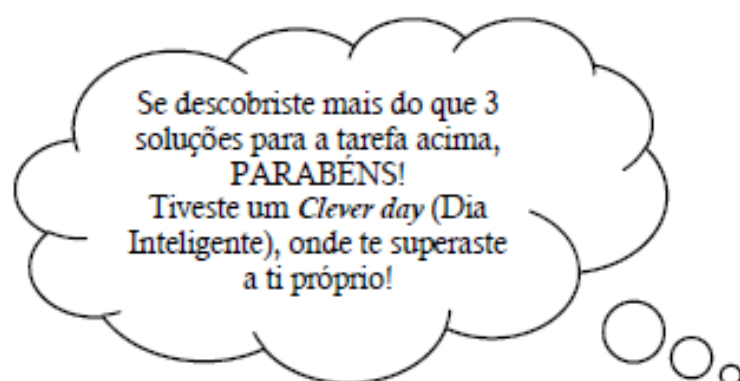 Se descobriste mais do que 3
soluções para a tarefa acima,
PARABÉNS!
Tiveste um Clever day (Dia
Inteligente), onde te superaste
a ti próprio!